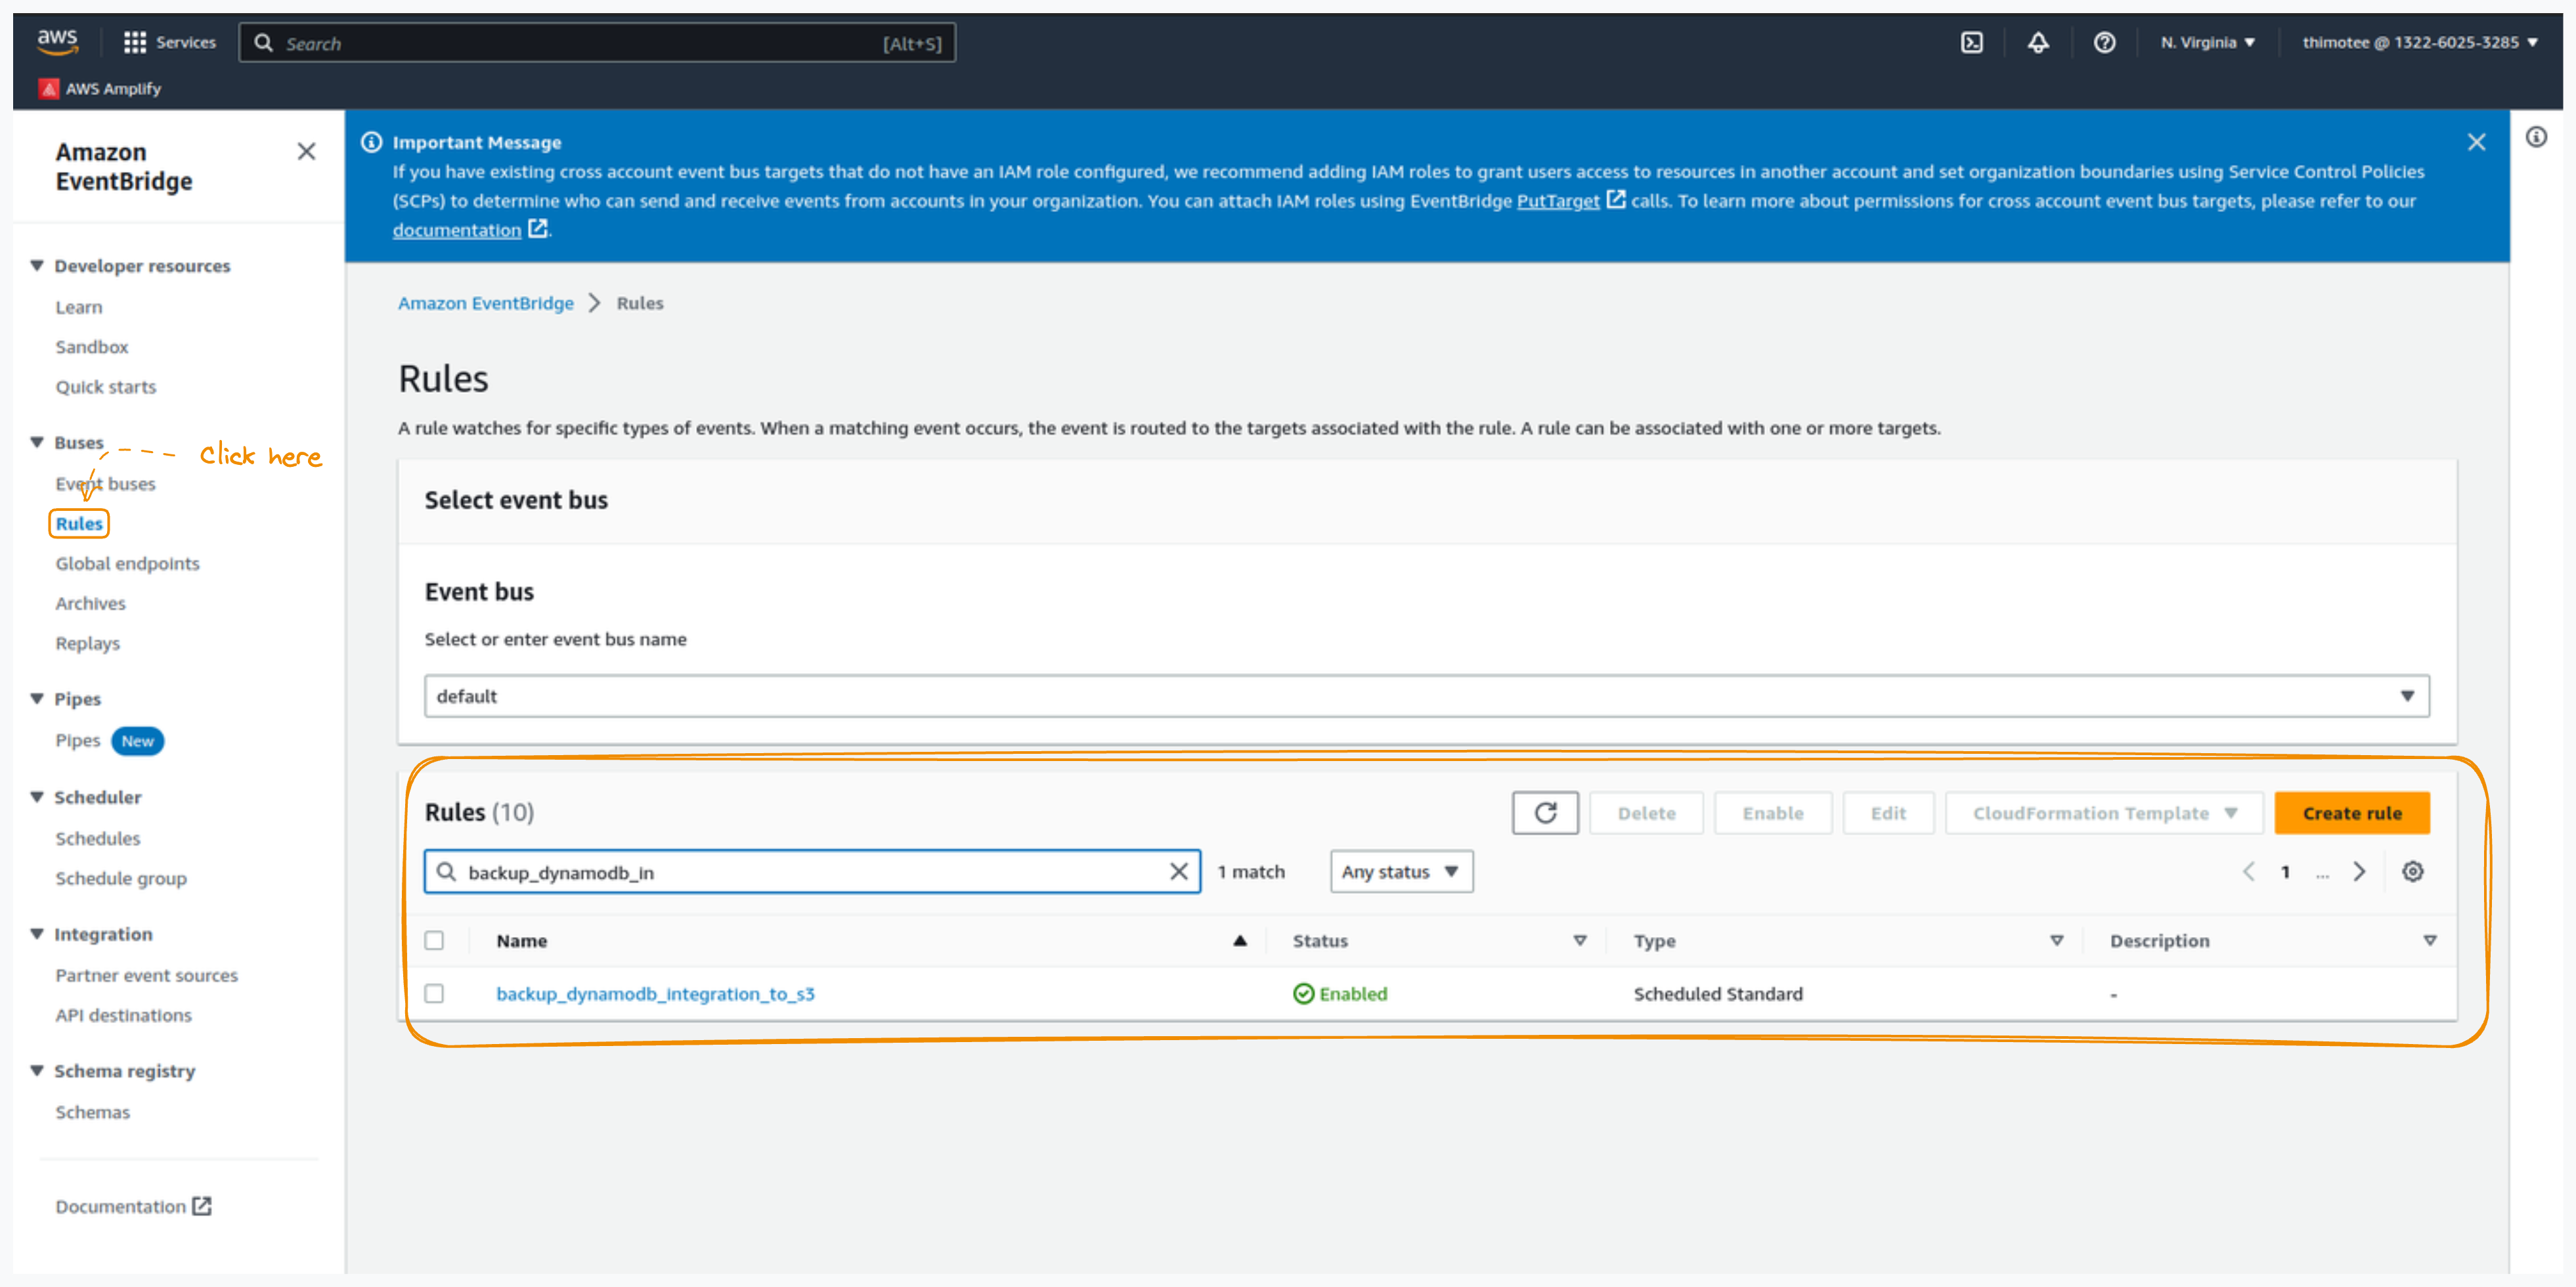 aws
Services
Search
[Alt+S]
N. Virginia
thimotee @ 1322-6025-3285
AWS Amplify
Amazon
EventBridge
Developer resources
Learn
Sandbox
Quick starts
Buses
Click here
Event buses
Rules
Global endpoints
Archives
Replays
Pipes
Pipes New
Scheduler
Schedules
Schedule group
Integration
Partner event sources
API destinations
Schema registry
Schemas
Documentation
Important Message
If you have existing cross account event bus targets that do not have an IAM role configured, we recommend adding IAM roles to grant users access to resources in another account and set organization boundaries using Service Control Policies
(SCPs) to determine who can send and receive events from accounts in your organization. You can attach IAM roles using EventBridge PutTarget calls. To learn more about permissions for cross account event bus targets, please refer to our
documentation .
Amazon EventBridge > Rules
Rules
A rule watches for specific types of events. When a matching event occurs, the event is routed to the targets associated with the rule. A rule can be associated with one or more targets.
Select event bus
Event bus
Select or enter event bus name
default
Rules (10)
Delete
Enable
Edit
CloudFormation Template
Create rule
backup_dynamodb_in
1 match
Any status
1 ...
Name
Status
Type
Description
backup_dynamodb_integration_to_s3
Enabled
Scheduled Standard
-